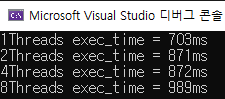 Microsoft Visual Studio 디버그 콘솔
1Threads exec_time = 703ms
2Threads exec_time = 871ms
4Threads exec_time = 872ms
8Threads exec_time = 989ms